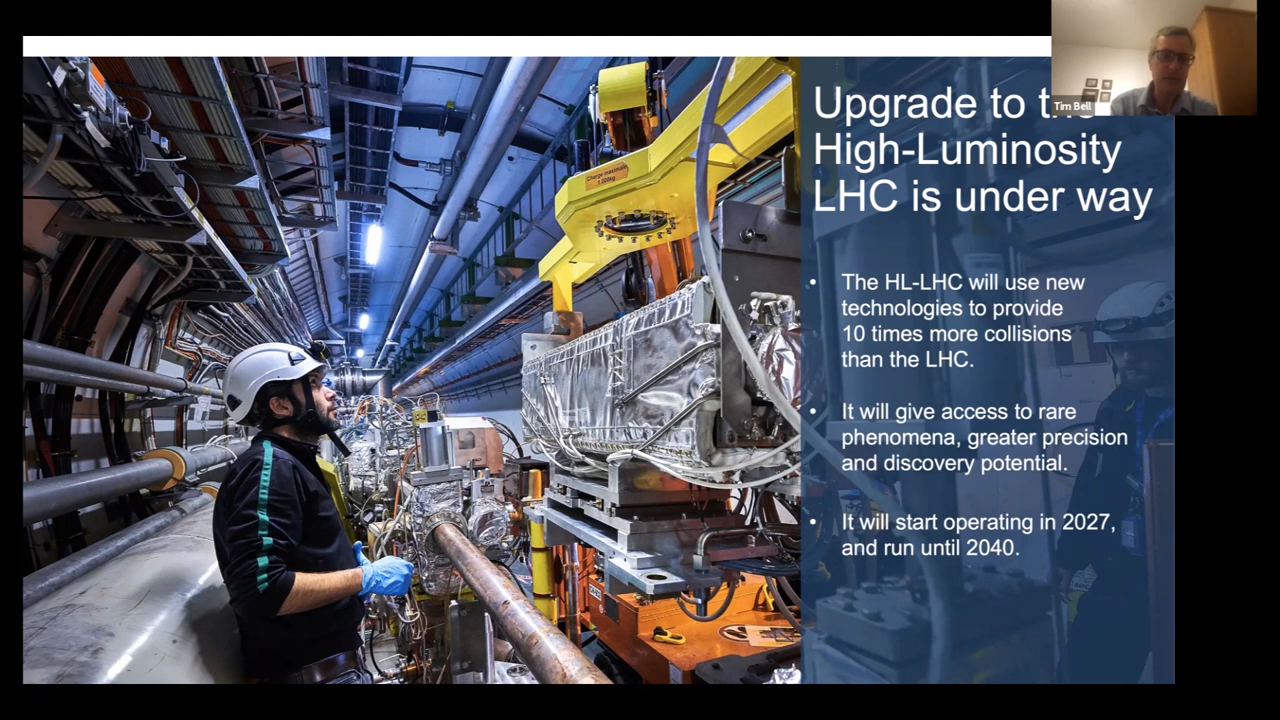 Upgrade to the
High-Luminosity
LHC is under way
Tim Bell
Charge maximum
The HL-LHC will use new
technologies to provide
10 times more collisions
than the LHC.
It will give access to rare
phenomena, greater precision
and discovery potential.
It will start operating in 2027,
and run until 2040.